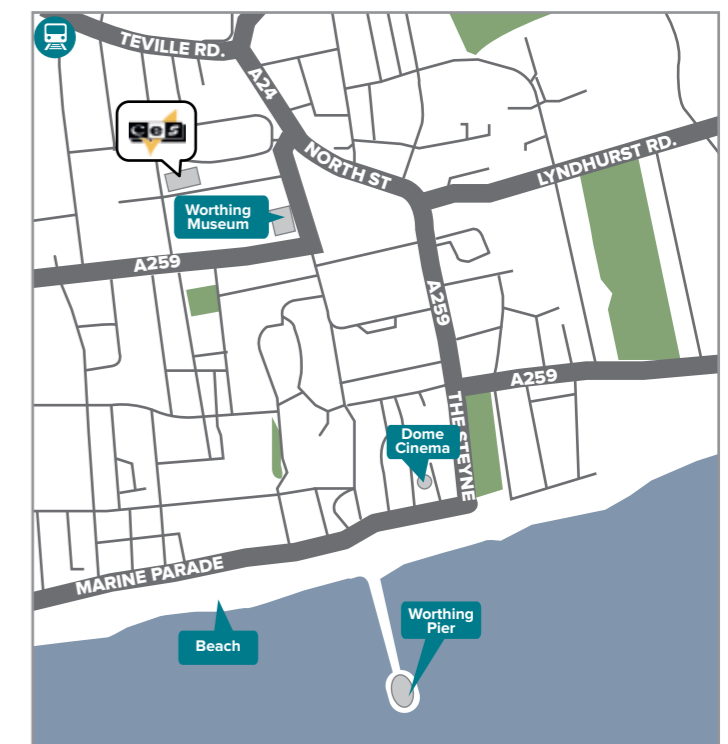 TEVILLE RD.
A24
ces
NORTH ST
LYNDHURST RD.
Worthing
Museum
A259
A259
A259
THE STEYNE
Dome
Cinema
MARINE PARADE
Worthing
Pier
Beach